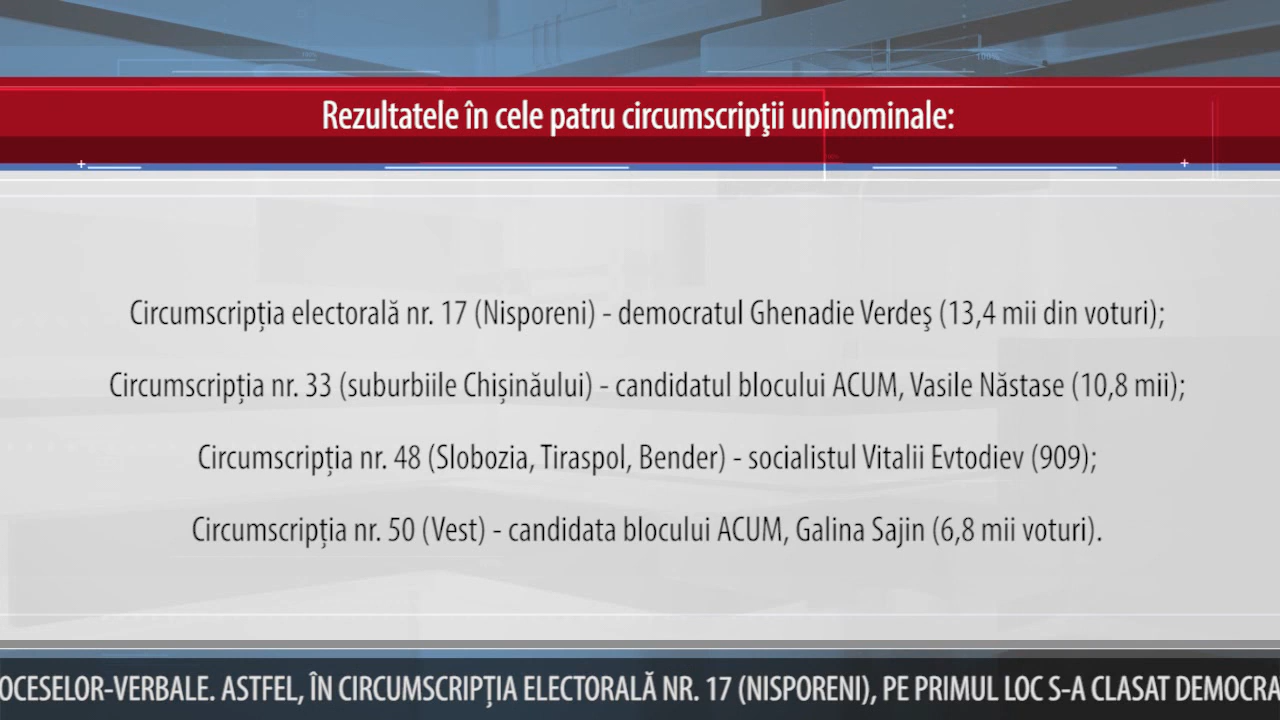 Rezultatele în cele patru circumscripţii uninominale:
Circumscripția electorală nr. 17 (Nisporeni) - democratul Ghenadie Verdeş (13,4 mii din voturi);
Circumscripția nr. 33 (suburbiile Chișinăului) - candidatul blocului ACUM, Vasile Năstase (10,8 mii);
Circumscripția nr. 48 (Slobozia, Tiraspol, Bender) - socialistul Vitalii Evtodiev (909);
Circumscripția nr. 50 (Vest) - candidata blocului ACUM, Galina Sajin (6,8 mii voturi).
OCESELOR-VERBALE. ASTFEL, ÎN CIRCUMSCRIPȚIA ELECTORALĂ NR. 17 (NISPORENI), PE PRIMUL LOC S-A CLASAT DEMOCRA